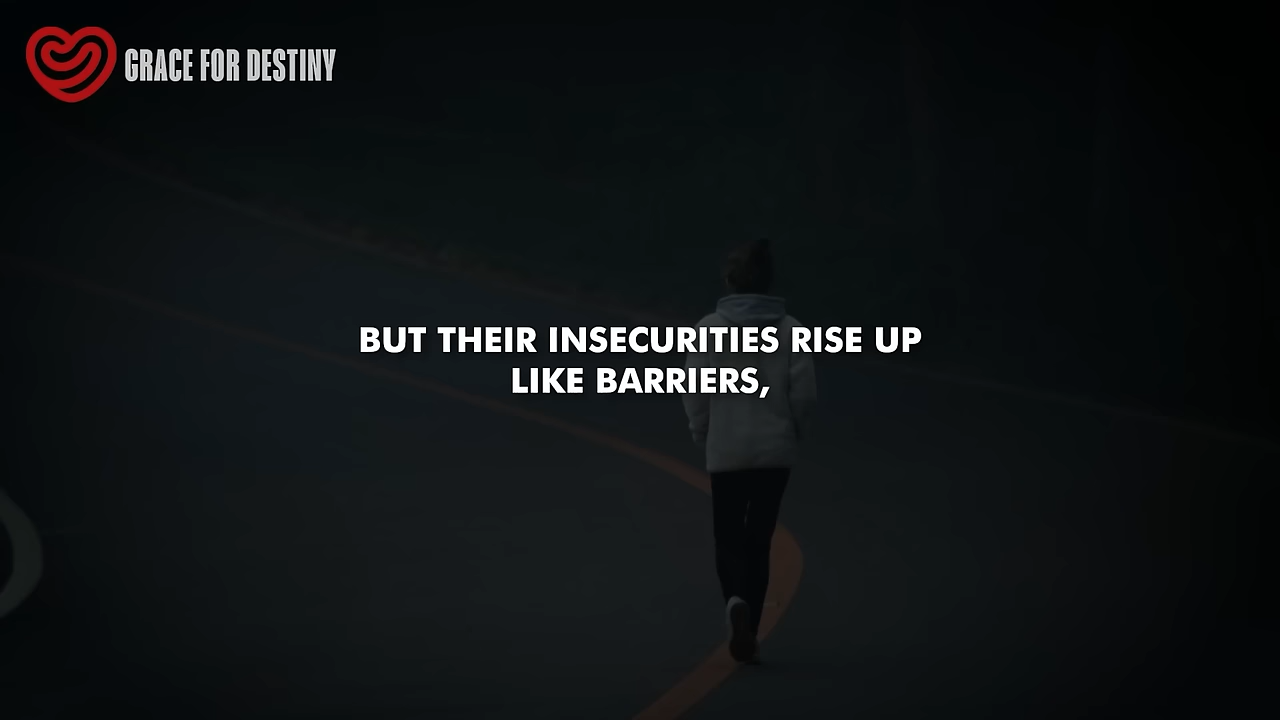 GRACE FOR DESTINY
BUT THEIR INSECURITIES RISE UP
LIKE BARRIERS,